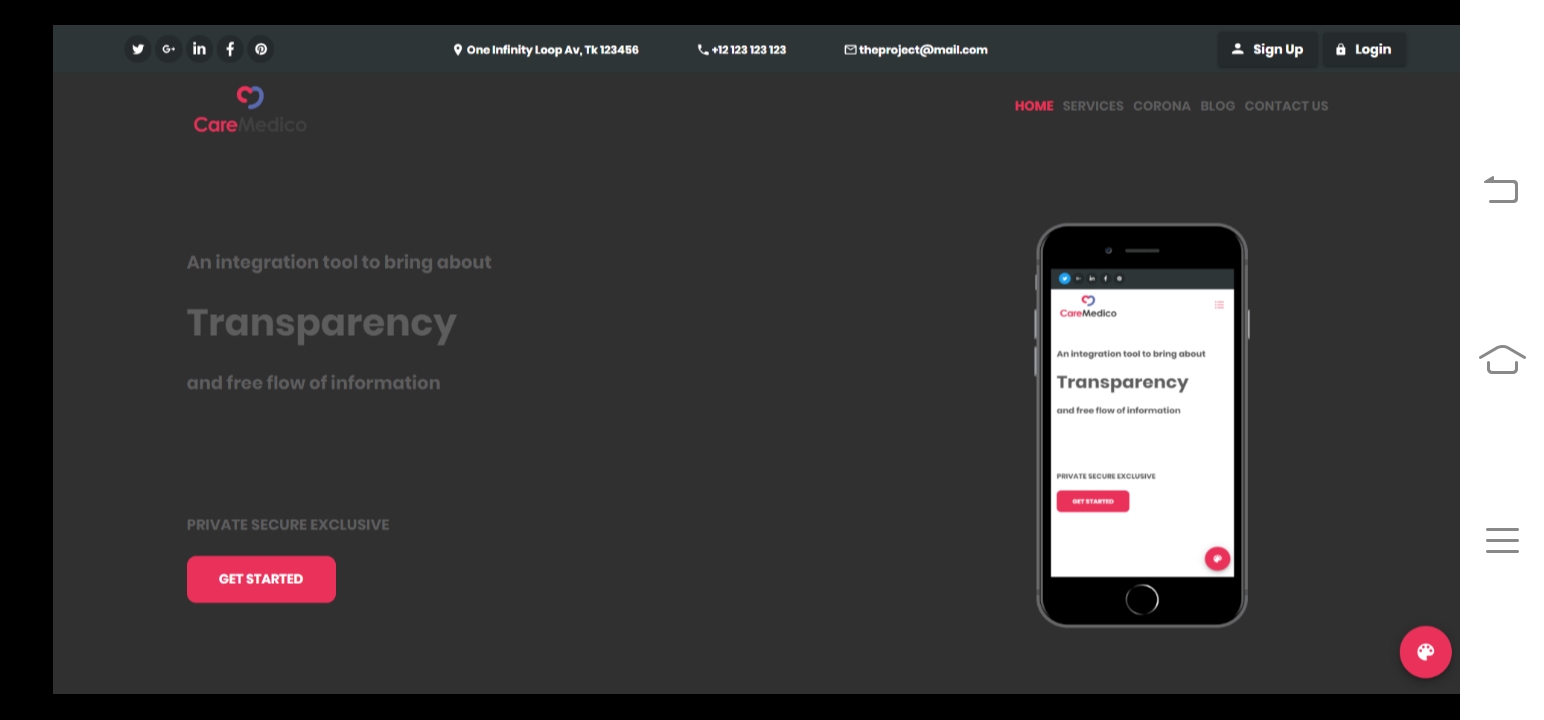 One Infinity Loop Av, Tk 123456
+12 123 123 123
theproject@mail.com
Sign Up
Login
CareMedico
HOME SERVICES CORONA BLOG CONTACT US
An integration tool to bring about
Transparency
and free flow of information
PRIVATE SECURE EXCLUSIVE
GET STARTED
CareMedico
An integration tool to bring about
Transparency
and free flow of information
PRIVATE SECURE EXCLUSIVE
GET STARTED